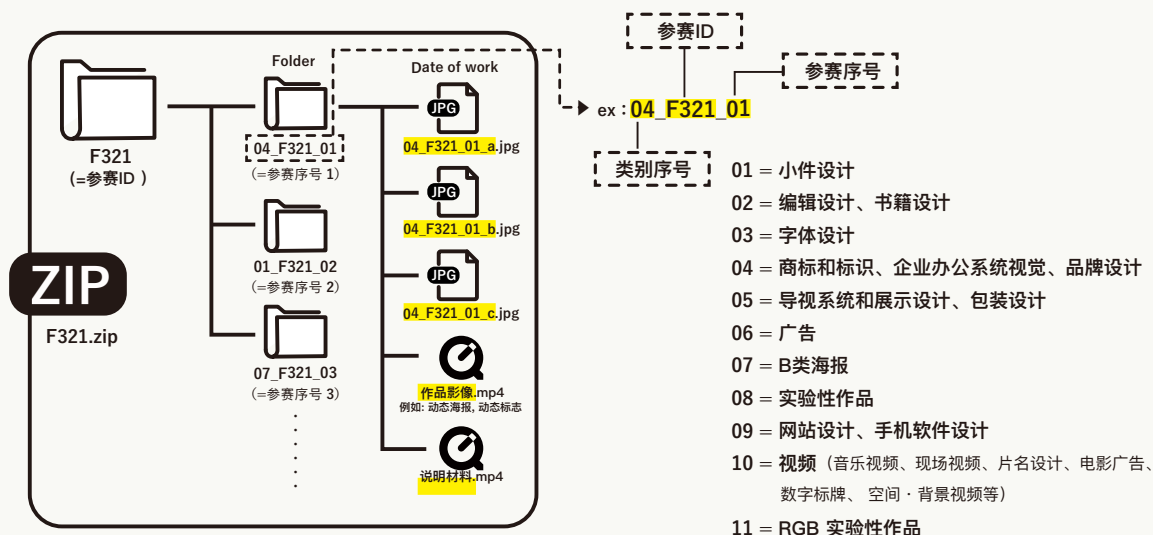 Folder
Date of work
F321
(=参赛ID )
04_F321_01
(=参赛序号 1)
01_F321_02
(=参赛序号 2)
07_F321_03
(=参赛序号 3)
JPG
04_F321_01_a.jpg
JPG
04_F321_01_b.jpg
JPG
04_F321_01_c.jpg
作品影像.mp4
例如: 动态海报, 动态标志
说明材料.mp4
ZIP
F321.zip
参赛ID
参赛序号
ex : 04_F321_01
类别序号
01 = 小件设计
02 = 编辑设计、书籍设计
03 = 字体设计
04 = 商标和标识、企业办公系统视觉、品牌设计
05 = 导视系统和展示设计、包装设计
06 = 广告
07 = B类海报
08 = 实验性作品
09 = 网站设计、手机软件设计
10 = 视频（音乐视频、现场视频、片名设计、电影广告、
数字标牌、 空间 · 背景视频等）
11 = RGB 实验性作品